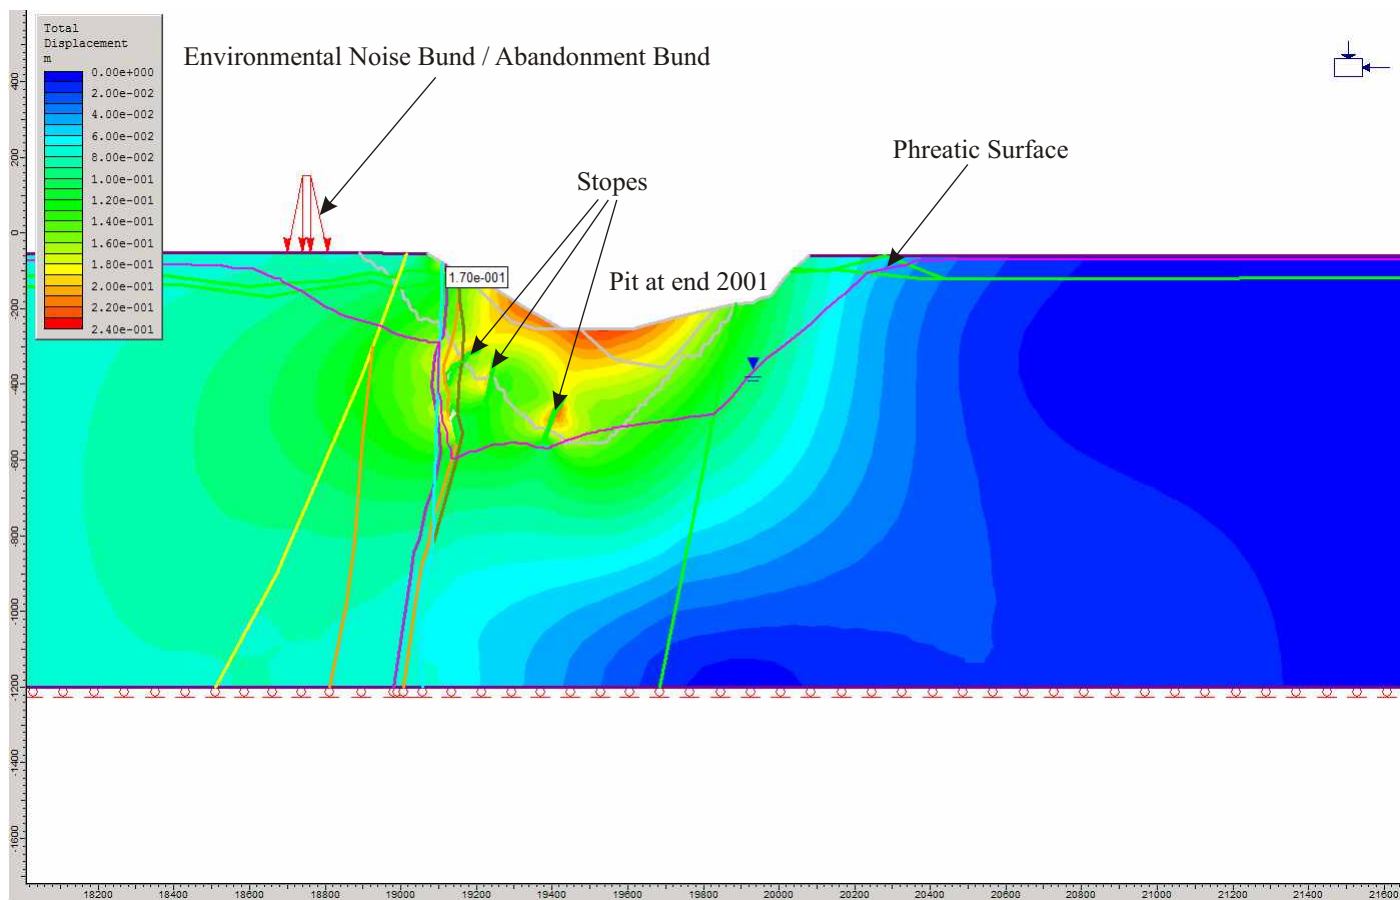 Total
Displacement
m
0.00e+000
2.00e-002
4.00e-002
6.00e-002
8.00e-002
1.00e-001
1.20e-001
1.40e-001
1.60e-001
1.80e-001
2.00e-001
2.20e-001
2.40e-001
Environmental Noise Bund / Abandonment Bund
Phreatic Surface
Stopes
1.70e-001
Pit at end 2001
400
200
0
-200
-400
-600
-800
-1000
-1200
-1400
-1600
18200
18400
18600
18800
19000
19200
19400
19600
19800
20000
20200
20400
20600
20800
21000
21200
21400
21600